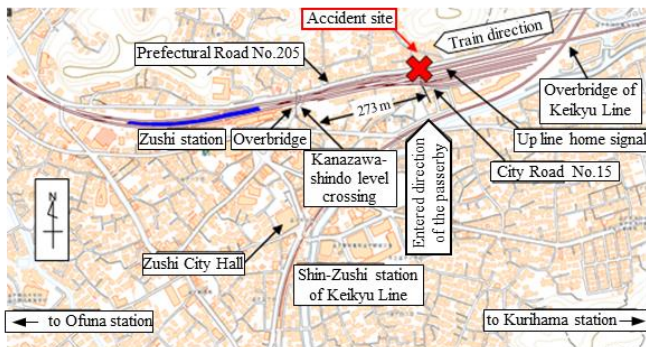 Accident site
Train direction
Prefectural Road No.205
273 m
Overbridge of
Keikyu Line
Zushi station
Overbridge
Up line home signal
Kanazawa-
shindo level
crossing
City Road No.15
Entered direction
of the passerby
N
Zushi City Hall
Shin-Zushi station
of Keikyu Line
to Ofuna station
to Kurihama station